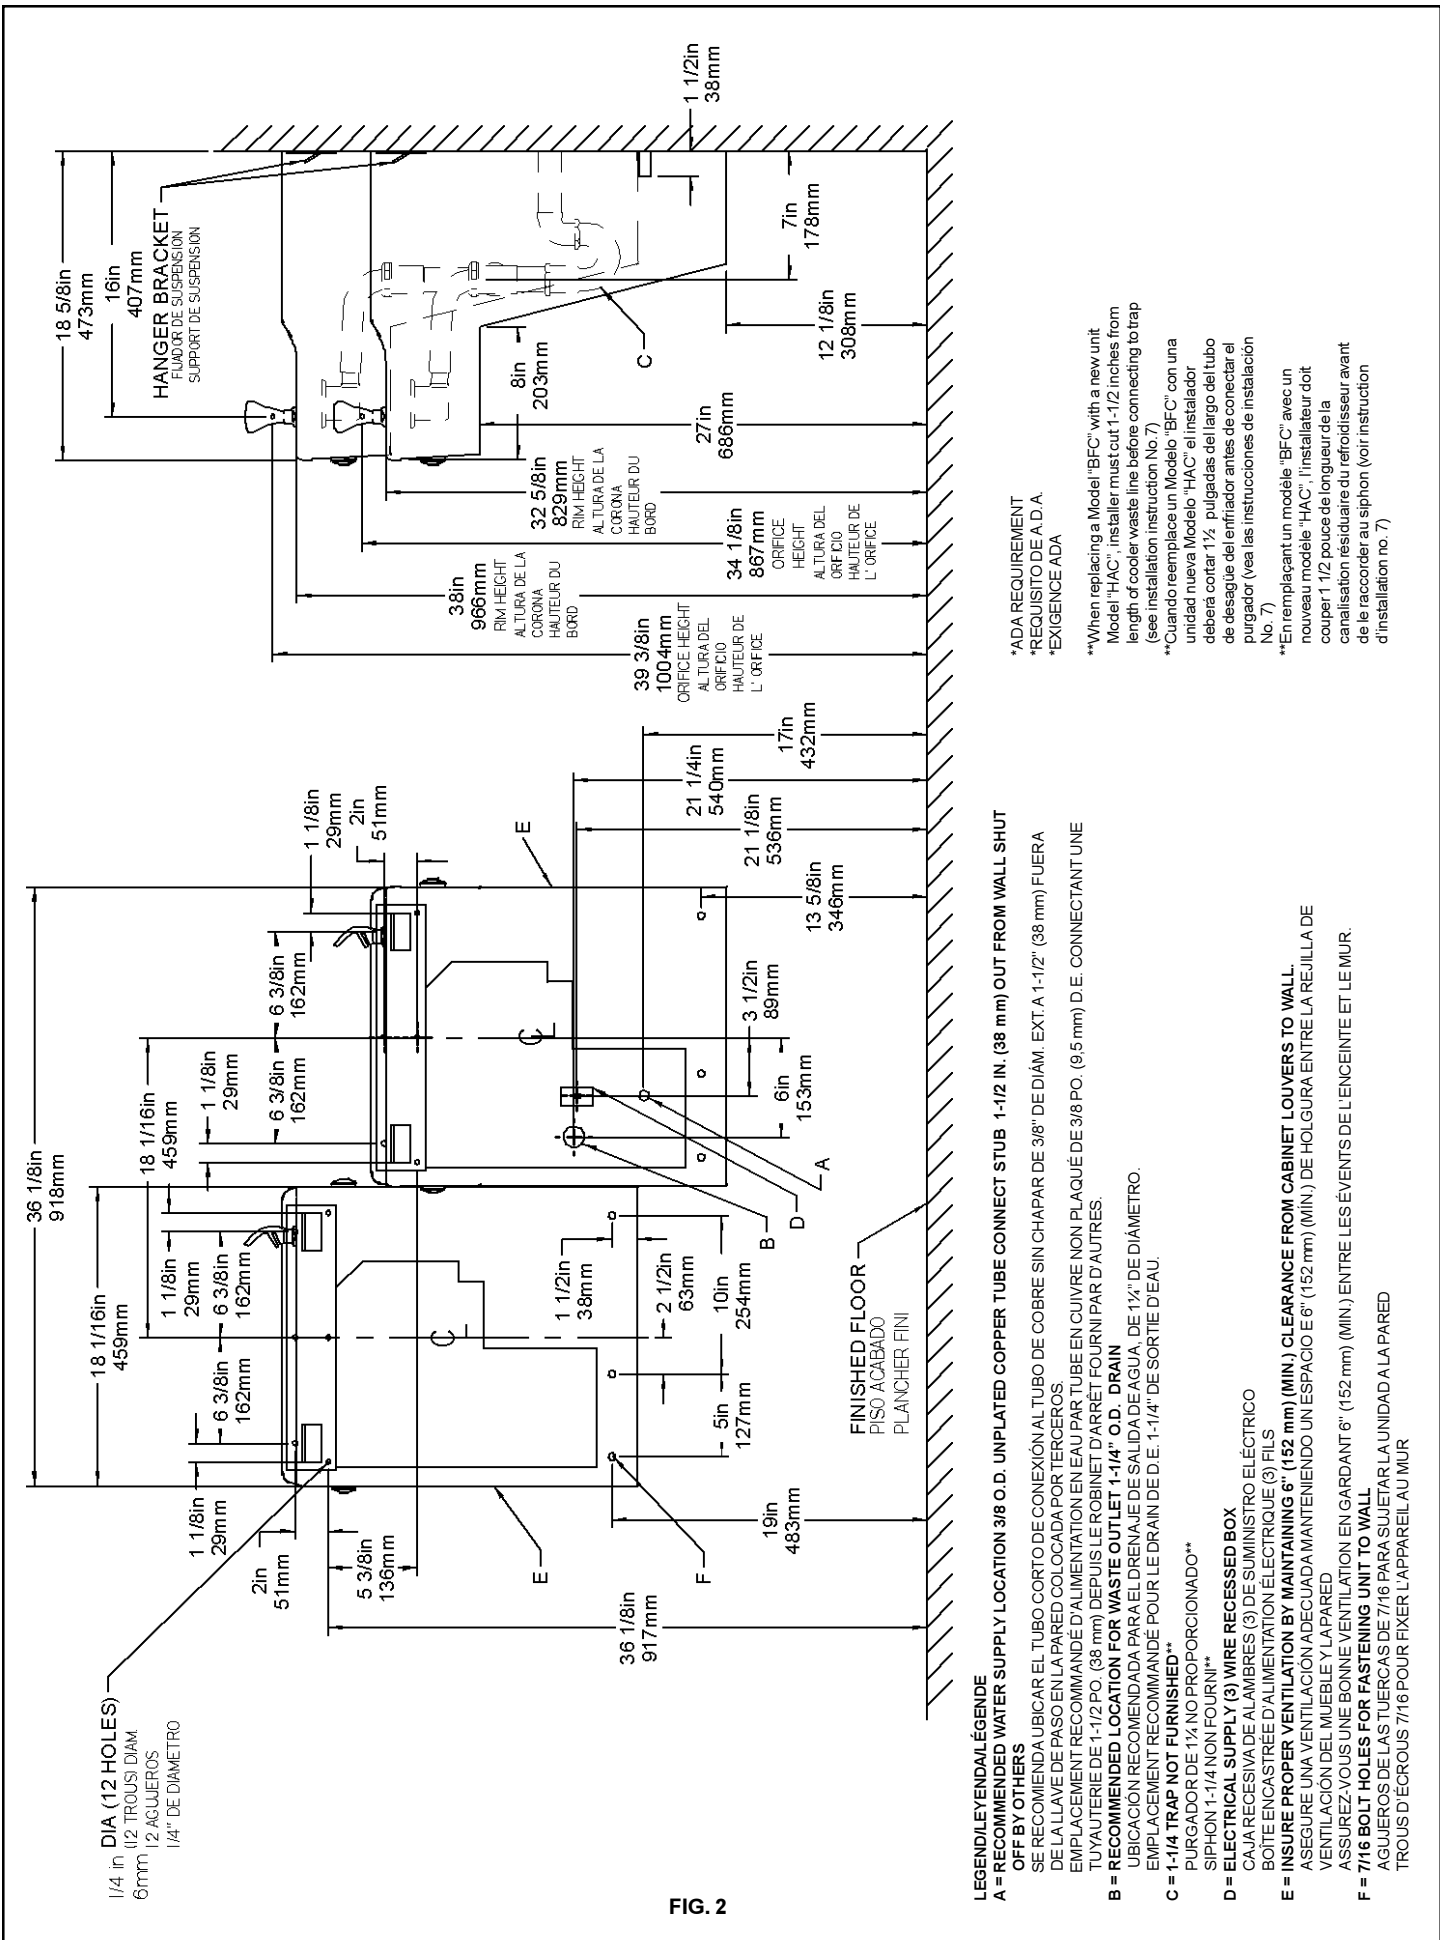 18 5/8in
473mm
16in
407mm
HANGER BRACKET
FIJADOR DE SUSPENSION
SUPPORT DE SUSPENSION
1 1/2in
38mm
7in
178mm
8in
203mm
C
12 1/8in
308mm
27in
686mm
32 5/8in
829mm
RIM HEIGHT
ALTURA DE LA
CORONA
HAUTEUR DU
BORD
34 1/8in
867mm
ORIFICE
HEIGHT
ALTURA DEL
ORIFICIO
HAUTEUR DE
L' ORIFICE
38in
966mm
RIM HEIGHT
ALTURA DE LA
CORONA
HAUTEUR DU
BORD
39 3/8in
1004mm
ORIFICE HEIGHT
ALTURA DEL
ORIFICIO
HAUTEUR DE
L' ORIFICE
36 1/8in
918mm
18 1/16in
459mm
18 1/16in
459mm
1 1/8in
29mm
2in
51mm
6 3/8in
162mm
6 3/8in
162mm
1 1/8in
29mm
1 1/8in
29mm
6 3/8in
162mm
6 3/8in
162mm
1 1/8in
29mm
2in
51mm
5 3/8in
136mm
36 1/8in
917mm
19in
483mm
E
E
F
CL
CL
17in
432mm
21 1/4in
540mm
21 1/8in
536mm
13 5/8in
346mm
3 1/2in
89mm
6in
153mm
A
D
B
1 1/2in
38mm
2 1/2in
63mm
10in
254mm
5in
127mm
FINISHED FLOOR
PISO ACABADO
PLANCHER FINI
1/4 in DIA (12 HOLES)
6mm (12 TROUS) DIAM.
12 AGUJEROS
1/4" DE DIAMETRO
*ADA REQUIREMENT
*REQUISITO DE A.D.A.
*EXIGENCE ADA
**When replacing a Model "BFC" with a new unit
Model "HAC", installer must cut 1-1/2 inches from
length of cooler waste line before connecting to trap
(see installation instruction No. 7)
**Cuando reemplace un Modelo "BFC" con una
unidad nueva Modelo "HAC" el instalador
deberá cortar 1½ pulgadas del largo del tubo
de desagüe del enfriador antes de conectar el
purgador (vea las instrucciones de instalación
No. 7)
**En remplaçant un modèle "BFC" avec un
nouveau modèle "HAC", l'installateur doit
couper 1 1/2 pouce de longueur de la
canalisation résiduaire du refroidisseur avant
de le raccorder au siphon (voir instruction
d'installation no. 7)
LEGEND/LEYENDA/LÉGENDE
A = RECOMMENDED WATER SUPPLY LOCATION 3/8 O.D. UNPLATED COPPER TUBE CONNECT STUB 1-1/2 IN. (38 mm) OUT FROM WALL SHUT
OFF BY OTHERS
SE RECOMIENDA UBICAR EL TUBO CORTO DE CONEXIÓN AL TUBO DE COBRE SIN CHAPAR DE 3/8" DE DIÁM. EXT. A 1-1/2" (38 mm) FUERA
DE LA LLAVE DE PASO EN LA PARED COLOCADA POR TERCEROS.
EMPLACEMENT RECOMMANDÉ D'ALIMENTATION EN EAU PAR TUBE EN CUIVRE NON PLAQUÉ DE 3/8 PO. (9,5 mm) D.E. CONNECTANT UNE
TUYAUTERIE DE 1-1/2 PO. (38 mm) DEPUIS LE ROBINET D'ARRÊT FOURNI PAR D'AUTRES.
B = RECOMMENDED LOCATION FOR WASTE OUTLET 1-1/4" O.D. DRAIN
UBICACIÓN RECOMENDADA PARA EL DRENAJE DE SALIDA DE AGUA, DE 1¼" DE DIÁMETRO.
EMPLACEMENT RECOMMANDÉ POUR LE DRAIN DE D.E. 1-1/4" DE SORTIE D'EAU.
C = 1-1/4 TRAP NOT FURNISHED**
PURGADOR DE 1¼ NO PROPORCIONADO**
SIPHON 1-1/4 NON FOURNI**
D = ELECTRICAL SUPPLY (3) WIRE RECESSED BOX
CAJA RECESIVA DE ALAMBRES (3) DE SUMINISTRO ELÉCTRICO
BOÎTE ENCASTRÉE D'ALIMENTATION ÉLECTRIQUE (3) FILS
E = INSURE PROPER VENTILATION BY MAINTAINING 6" (152 mm) (MIN.) CLEARANCE FROM CABINET LOUVERS TO WALL.
ASEGURE UNA VENTILACIÓN ADECUADA MANTENIENDO UN ESPACIO E 6" (152 mm) (MÍN.) DE HOLGURA ENTRE LA REJILLA DE
VENTILACIÓN DEL MUEBLE Y LA PARED
ASSUREZ-VOUS UNE BONNE VENTILATION EN GARDANT 6" (152 mm) (MIN.) ENTRE LES ÉVENTS DE L'ENCEINTE ET LE MUR.
F = 7/16 BOLT HOLES FOR FASTENING UNIT TO WALL
AGUJEROS DE LAS TUERCAS DE 7/16 PARA SUJETAR LA UNIDAD A LA PARED
TROUS D'ÉCROUS 7/16 POUR FIXER L'APPAREIL AU MUR
FIG. 2